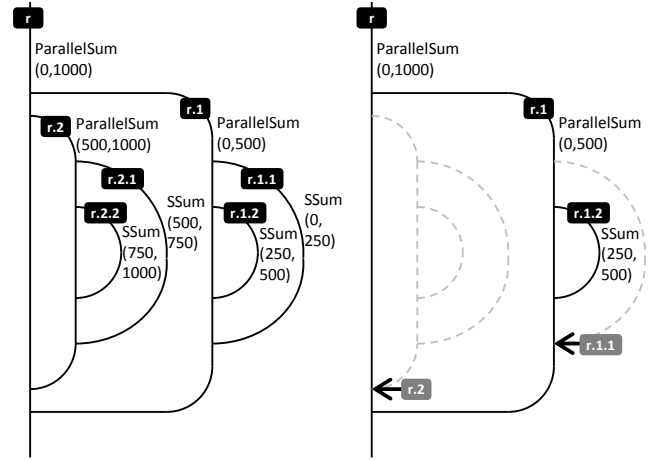 r
ParallelSum
(0,1000)
r.1
r.2
ParallelSum
(500,1000)
ParallelSum
(0,500)
r.2.1
r.1.1
SSum
(500,
750)
SSum
(0,
250)
r.2.2
r.1.2
SSum
(750,
1000)
SSum
(250,
500)
r
ParallelSum
(0,1000)
r.1
ParallelSum
(0,500)
r.1.2
SSum
(250,
500)
r.1.1
r.2